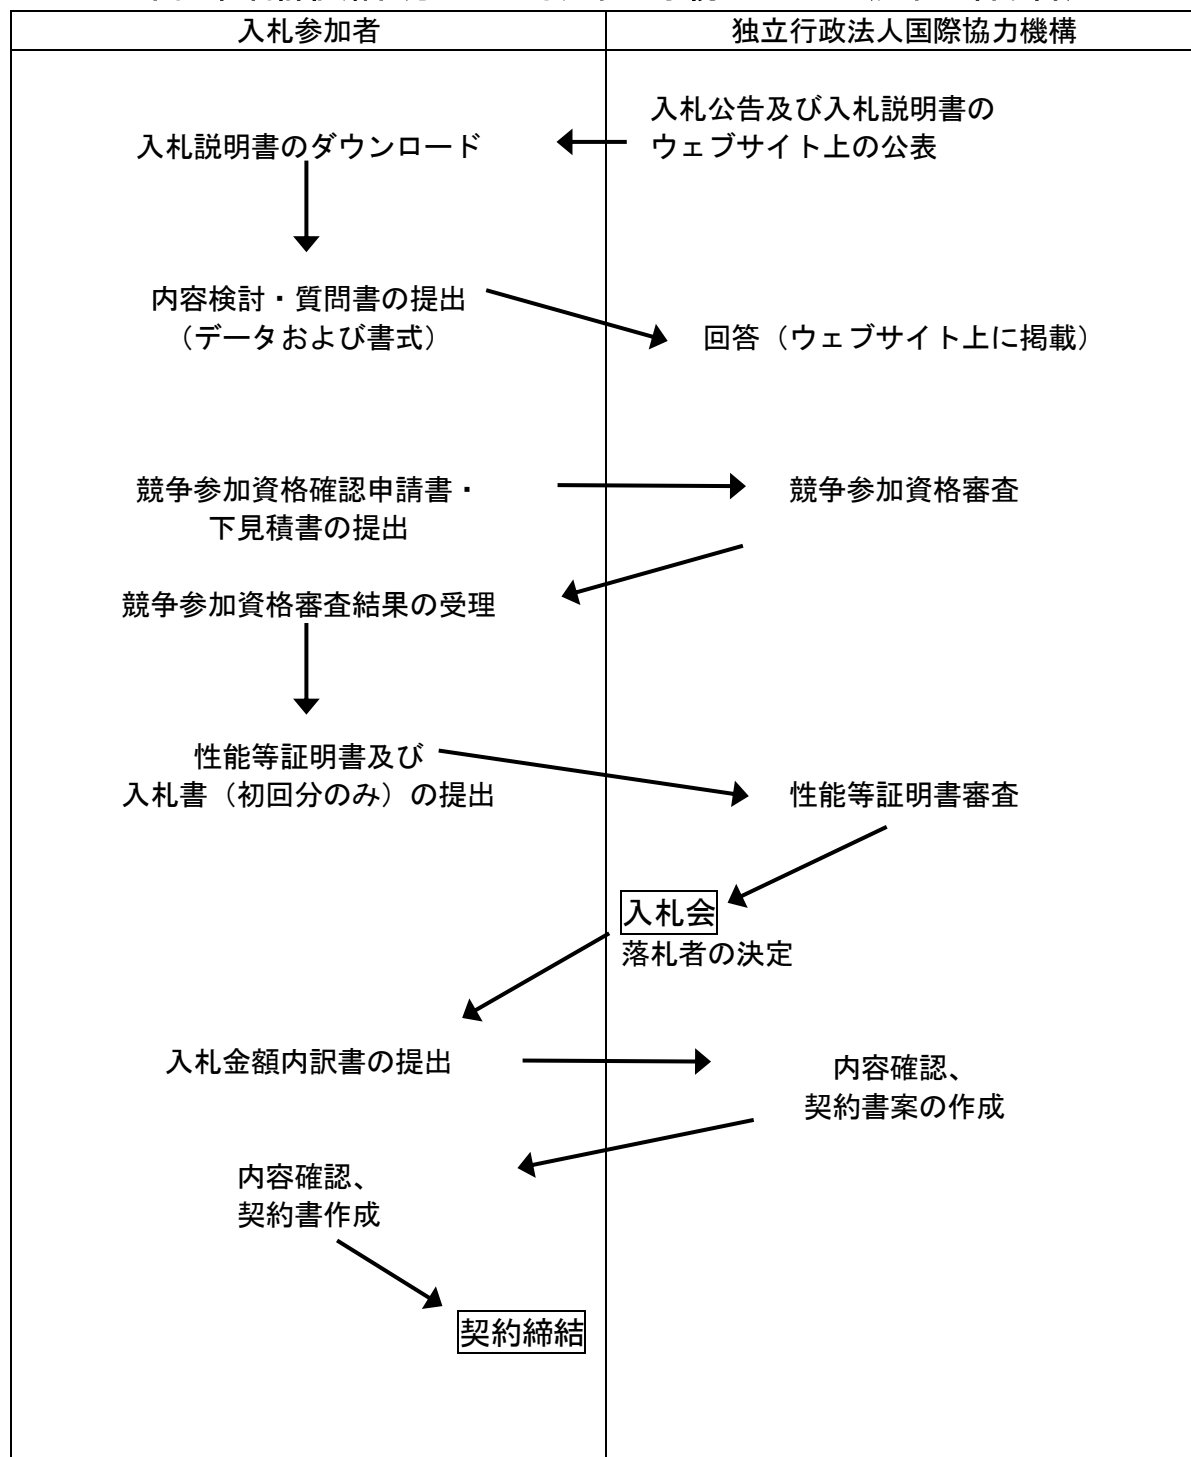 入札参加者
独立行政法人国際協力機構
入札公告及び入札説明書の
ウェブサイト上の公表
入札説明書のダウンロード
内容検討・質問書の提出
（データおよび書式）
回答（ウェブサイト上に掲載）
競争参加資格確認申請書・
下見積書の提出
競争参加資格審査
競争参加資格審査結果の受理
性能等証明書及び
入札書（初回分のみ）の提出
性能等証明書審査
入札会
落札者の決定
入札金額内訳書の提出
内容確認、
契約書案の作成
内容確認、
契約書作成
契約締結